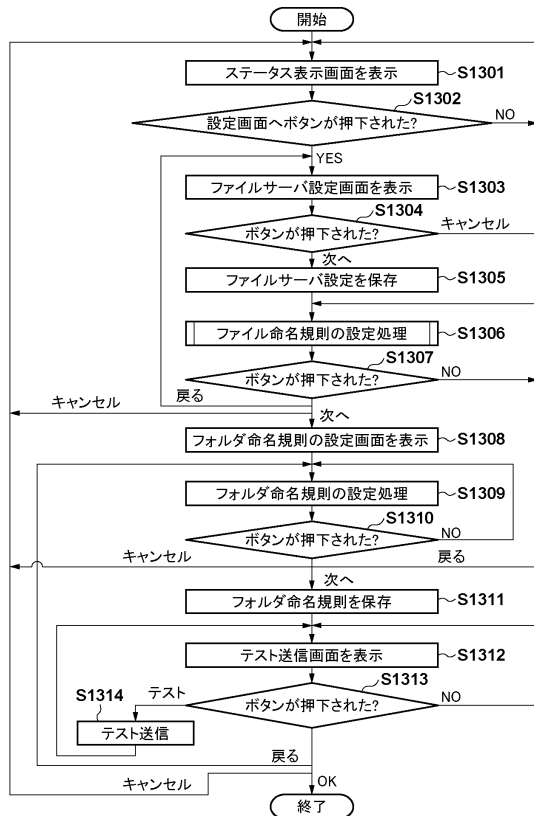 開始
ステータス表示画面を表示
S1301
S1302
設定画面へボタンが押下された?
NO
YES
ファイルサーバ設定画面を表示
S1303
S1304
ボタンが押下された?
キャンセル
次へ
ファイルサーバ設定を保存
S1305
ファイル命名規則の設定処理
S1306
S1307
ボタンが押下された?
NO
戻る
キャンセル
次へ
フォルダ命名規則の設定画面を表示
S1308
フォルダ命名規則の設定処理
S1309
S1310
ボタンが押下された?
NO
キャンセル
戻る
次へ
フォルダ命名規則を保存
S1311
テスト送信画面を表示
S1312
S1313
S1314
テスト
ボタンが押下された?
NO
テスト送信
戻る
キャンセル
OK
終了